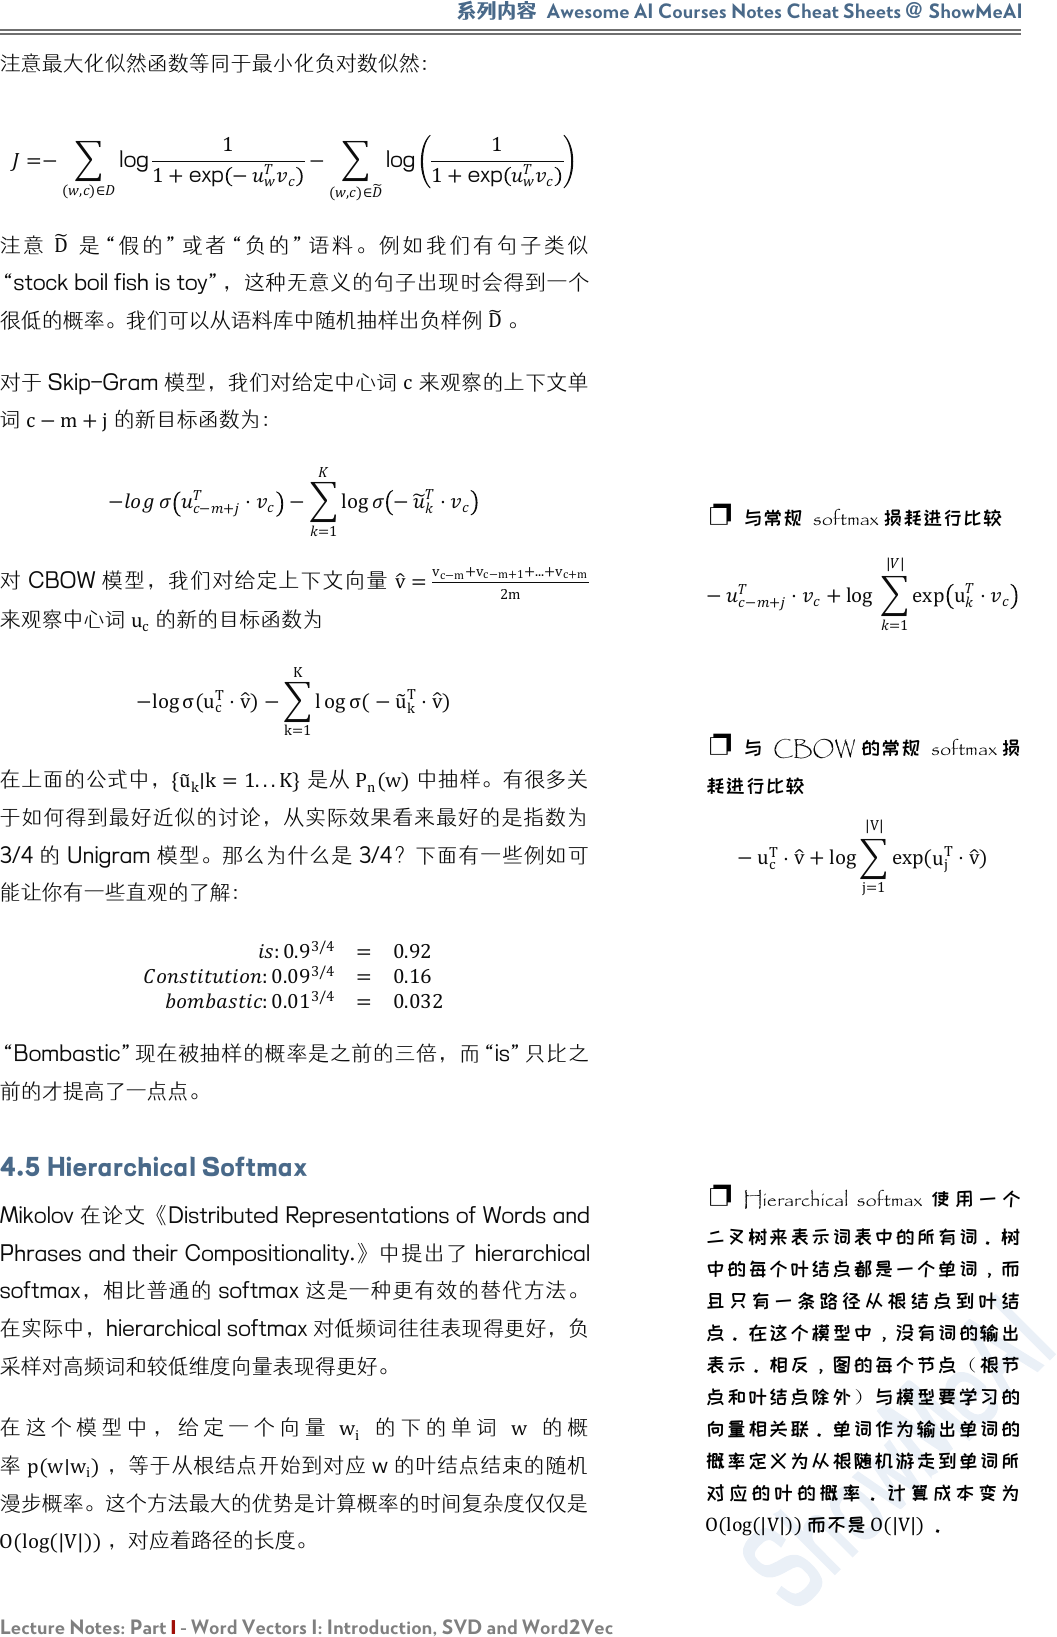 系列内容 Awesome AI Courses Notes Cheat Sheets @ ShowMeAI
注意最大化似然函数等同于最小化负对数似然：
$J = -\sum_{(w,c)\in D} \log \frac{1}{1+\exp(-u_w^T v_c)} - \sum_{(w,c)\in \tilde{D}} \log \left(\frac{1}{1+\exp(u_w^T v_c)}\right)$
注意 $\tilde{D}$ 是“假的”或者“负的”语料。例如我们有句子类似
“stock boil fish is toy”，这种无意义的句子出现时会得到一个
很低的概率。我们可以从语料库中随机抽样出负样例 $\tilde{D}$ 。
对于 Skip-Gram 模型，我们对给定中心词 c 来观察的上下文单
词 c − m + j 的新目标函数为：
$-log\ \sigma(u_{c-m+j}^T \cdot v_c) - \sum_{k=1}^{K} \log \sigma(-\tilde{u}_k^T \cdot v_c)$
对 CBOW 模型，我们对给定上下文向量 $\hat{v} = \frac{v_{c-m}+v_{c-m+1}+...+v_{c+m}}{2m}$
来观察中心词 $u_c$ 的新的目标函数为
$-\log \sigma(u_c^T \cdot \hat{v}) - \sum_{k=1}^{K} \log \sigma(-\tilde{u}_k^T \cdot \hat{v})$
在上面的公式中，$\{\tilde{u}_k|k = 1...K\}$ 是从 $P_n(w)$ 中抽样。有很多关
于如何得到最好近似的讨论，从实际效果看来最好的是指数为
3/4 的 Unigram 模型。那么为什么是 3/4？下面有一些例如可
能让你有一些直观的了解：
$is: 0.9^{3/4} = 0.92$
$Constitution: 0.09^{3/4} = 0.16$
$bombastic: 0.01^{3/4} = 0.032$
“Bombastic”现在被抽样的概率是之前的三倍，而“is”只比之
前的才提高了一点点。
4.5 Hierarchical Softmax
Mikolov 在论文《Distributed Representations of Words and
Phrases and their Compositionality.》中提出了 hierarchical
softmax，相比普通的 softmax 这是一种更有效的替代方法。
在实际中，hierarchical softmax 对低频词往往表现得更好，负
采样对高频词和较低维度向量表现得更好。
在这个模型中，给定一个向量 $w_i$ 的下的单词 w 的概
率 $p(w|w_i)$ ，等于从根结点开始到对应 w 的叶结点结束的随机
漫步概率。这个方法最大的优势是计算概率的时间复杂度仅仅是
O(log(|V|)) ，对应着路径的长度。
❐ 与常规 softmax 损耗进行比较
$-u_{c-m+j}^T \cdot v_c + \log \sum_{k=1}^{|V|} \exp(u_k^T \cdot v_c)$
❐ 与 CBOW 的常规 softmax 损
耗进行比较
$-u_c^T \cdot \hat{v} + \log \sum_{j=1}^{|V|} \exp(u_j^T \cdot \hat{v})$
❐ Hierarchical softmax 使用一个
二叉树来表示词表中的所有词．树
中的每个叶结点都是一个单词，而
且只有一条路径从根结点到叶结
点．在这个模型中，没有词的输出
表示．相反，图的每个节点（根节
点和叶结点除外）与模型要学习的
向量相关联．单词作为输出单词的
概率定义为从根随机游走到单词所
对应的叶的概率．计算成本变为
O(log(|V|)) 而不是 O(|V|) ．
ShowMeAI
Lecture Notes: Part I - Word Vectors I: Introduction, SVD and Word2Vec